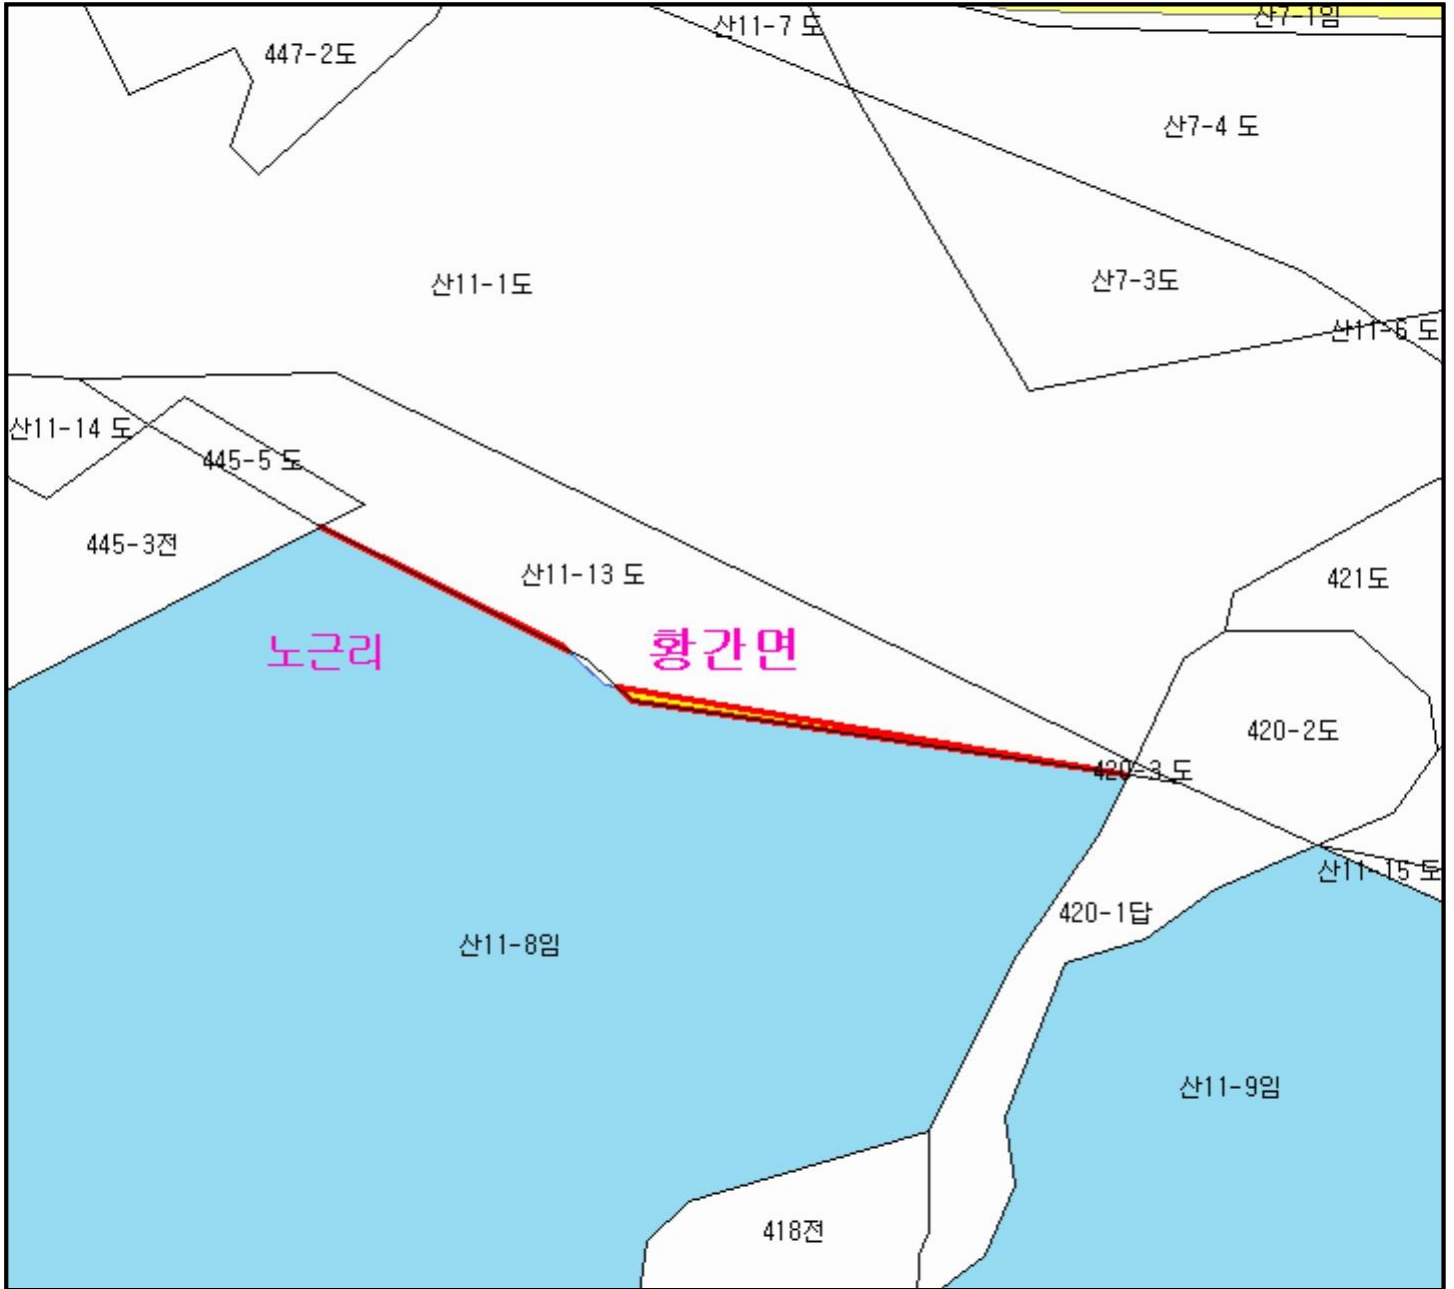 산7-1임
산11-7 도
447-2도
산7-4 도
산11-1도
산7-3도
산11-6 도
산11-14 도
445-5 도
445-3전
산11-13 도
421도
노근리
황간면
420-2도
420-3 도
산11-15 도
420-1답
산11-8임
산11-9임
418전